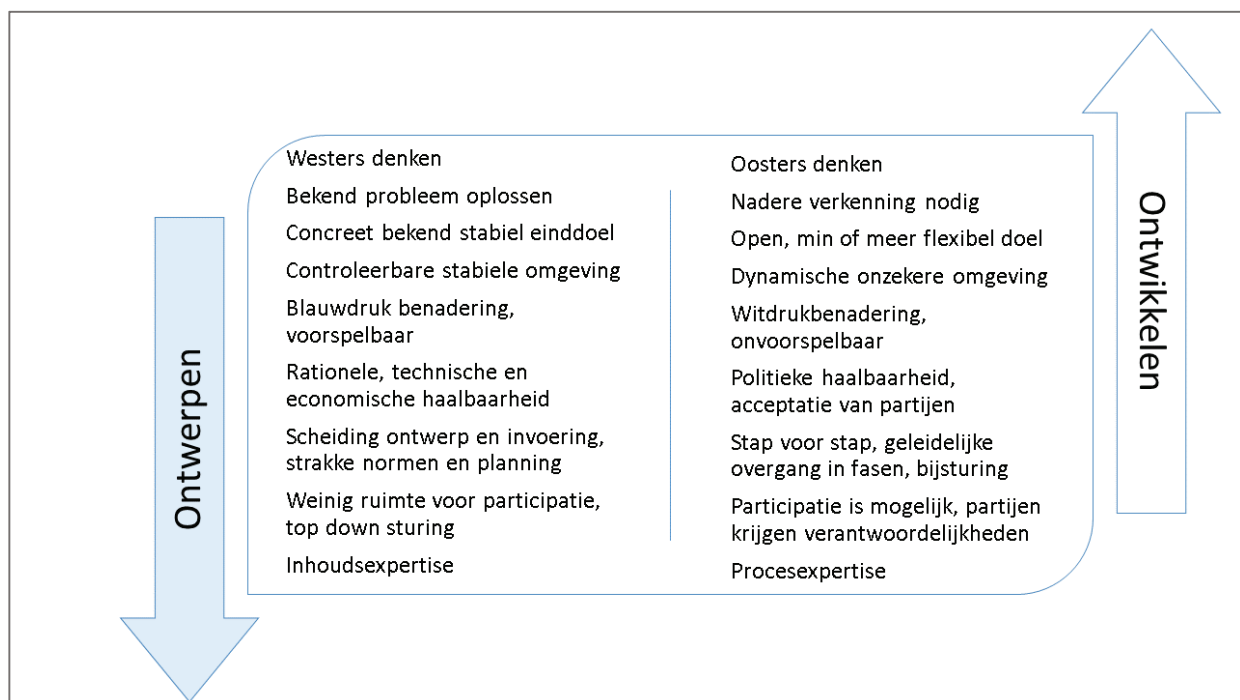 Ontwerpen
Westers denken
Bekend probleem oplossen
Concreet bekend stabiel einddoel
Controleerbare stabiele omgeving
Blauwdruk benadering,
voorspelbaar
Rationele, technische en
economische haalbaarheid
Scheiding ontwerp en invoering,
strakke normen en planning
Weinig ruimte voor participatie,
top down sturing
Inhoudsexpertise
Oosters denken
Nadere verkenning nodig
Open, min of meer flexibel doel
Dynamische onzekere omgeving
Witdrukbenadering,
onvoorspelbaar
Politieke haalbaarheid,
acceptatie van partijen
Stap voor stap, geleidelijke
overgang in fasen, bijsturing
Participatie is mogelijk, partijen
krijgen verantwoordelijkheden
Procesexpertise
Ontwikkelen